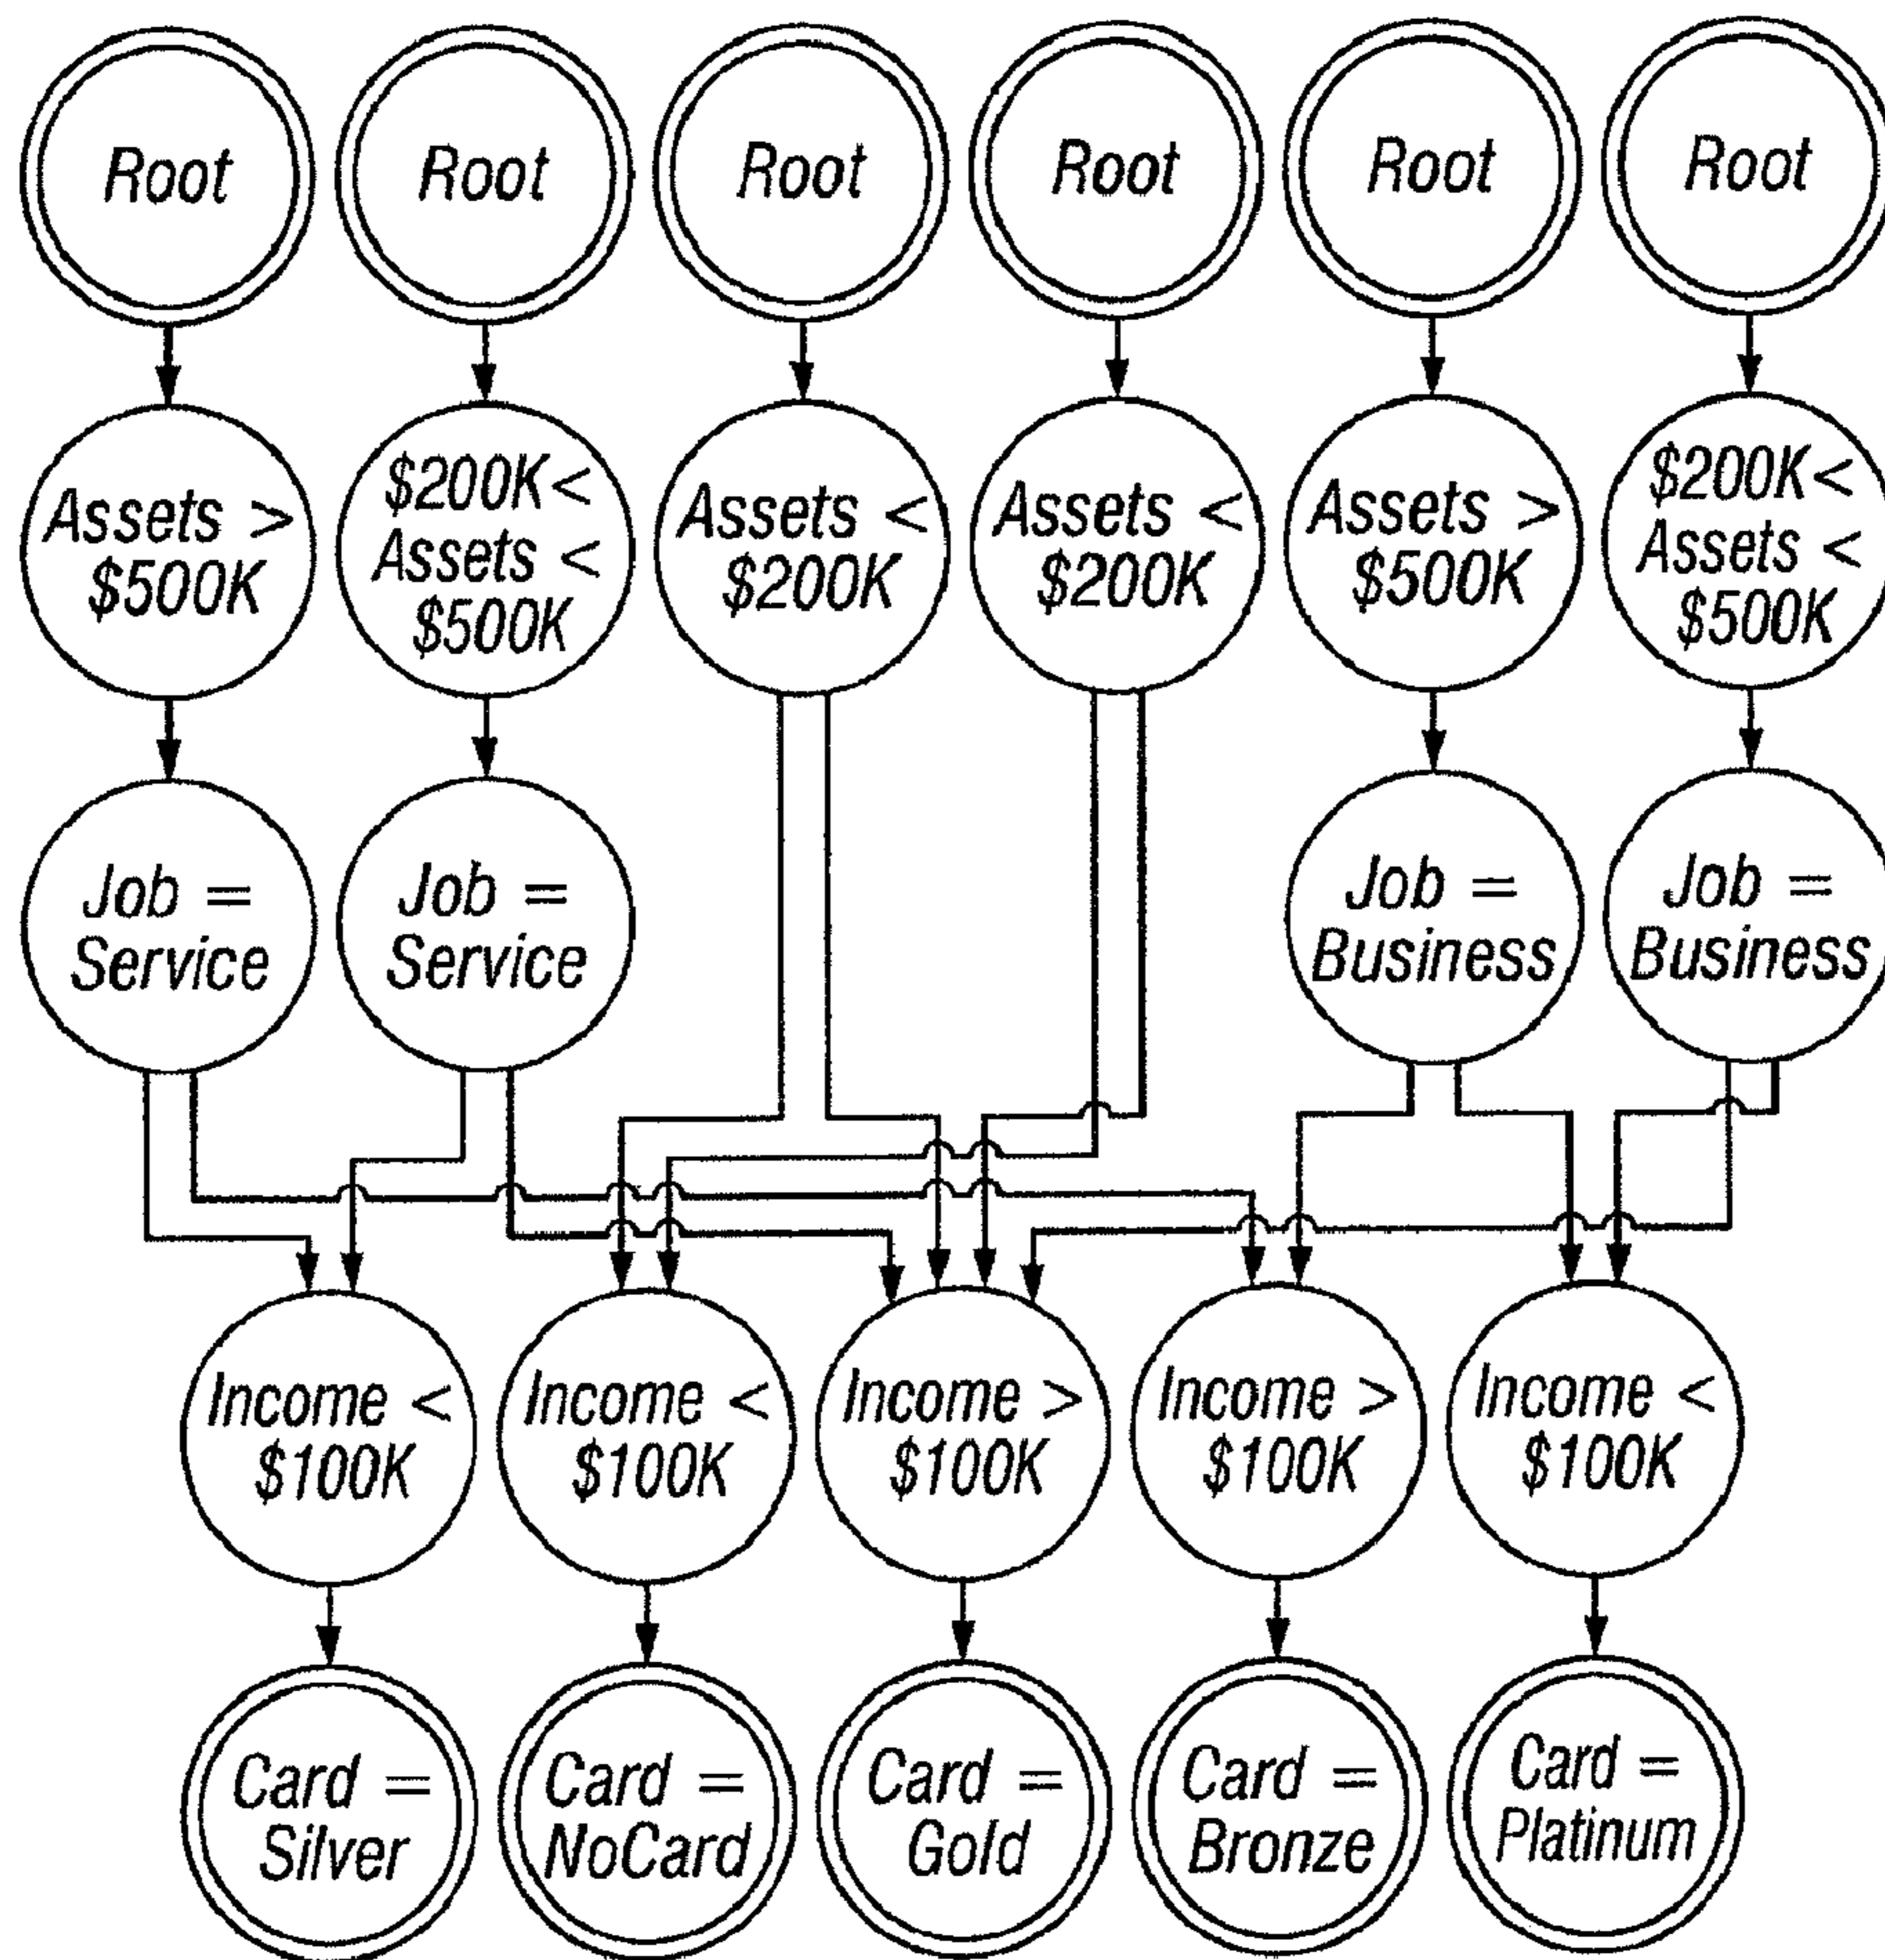 Root
Root
Root
Root
Root
Root
Assets >
$500K
$200K <
Assets <
$500K
Assets <
$200K
Assets <
$200K
Assets >
$500K
$200K <
Assets <
$500K
Job =
Service
Job =
Service
Job =
Business
Job =
Business
Income <
$100K
Income <
$100K
Income >
$100K
Income >
$100K
Income <
$100K
Card =
Silver
Card =
NoCard
Card =
Gold
Card =
Bronze
Card =
Platinum